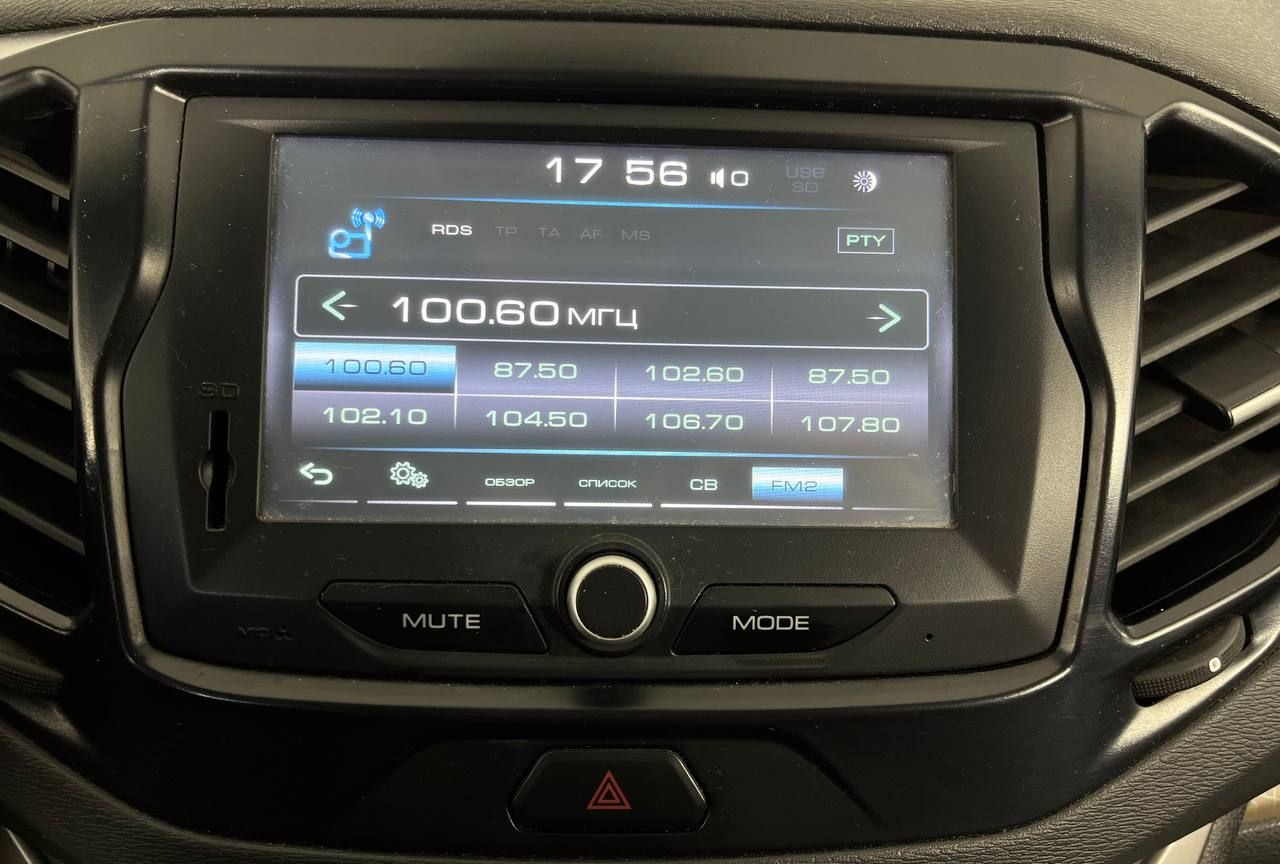 17 56 0 USB
SD
RDS TP TA AF MS PTY
100.60 МГЦ
100.60 87.50 102.60 87.50
102.10 104.50 106.70 107.80
ОБЗОР СПИСОК СВ FM2
SD
MUTE MODE